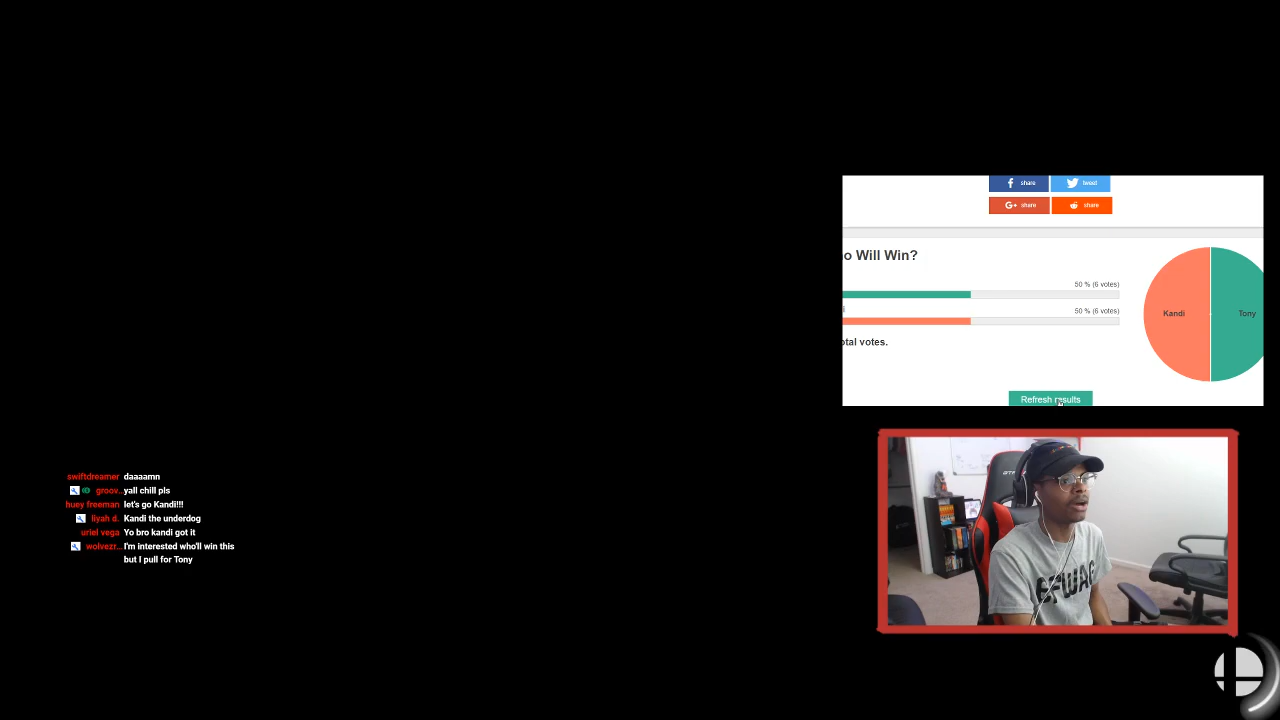 share
tweet
share
share
o Will Win?
50 % (6 votes)
50 % (6 votes)
otal votes.
Refresh results
Kandi
Tony
swiftdreamer daaaamn
groov... yall chill pls
huey freeman let's go Kandi!!!
liyah d. Kandi the underdog
uriel vega Yo bro kandi got it
wolvezr... I'm interested who'll win this
but I pull for Tony